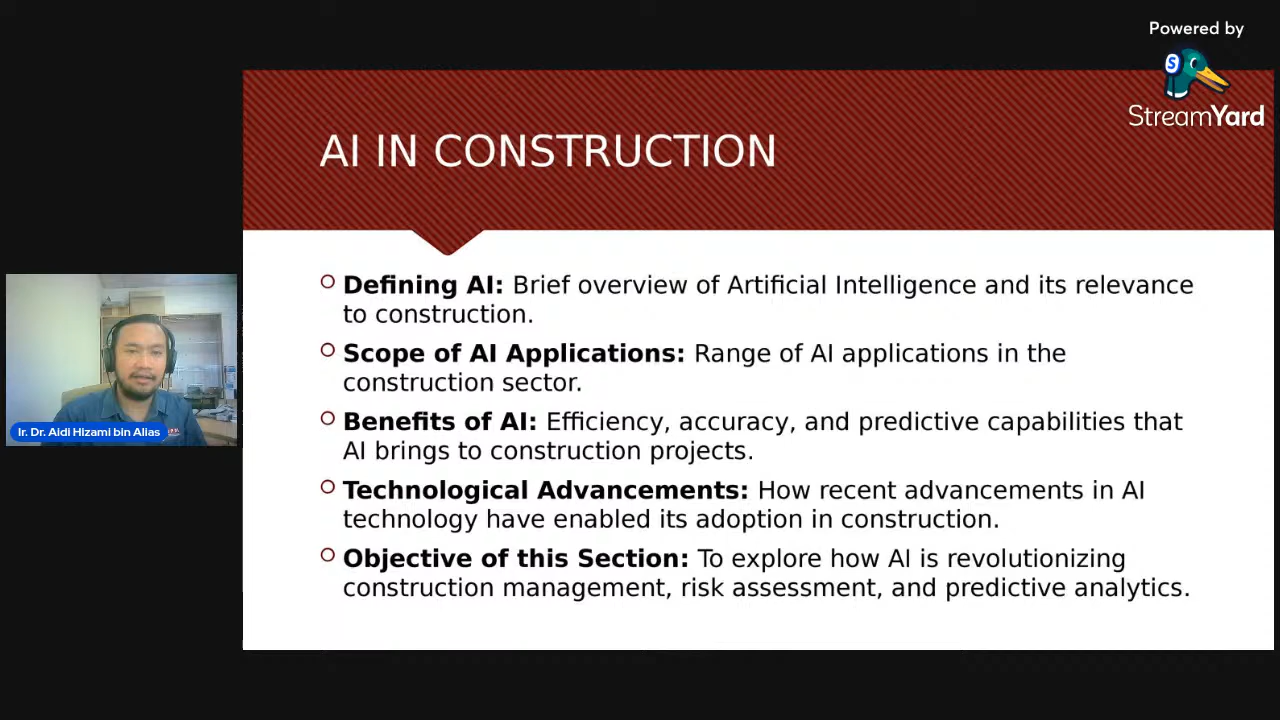 Powered by
StreamYard
AI IN CONSTRUCTION
Defining AI: Brief overview of Artificial Intelligence and its relevance
to construction.
Scope of AI Applications: Range of AI applications in the
construction sector.
Benefits of AI: Efficiency, accuracy, and predictive capabilities that
AI brings to construction projects.
Technological Advancements: How recent advancements in AI
technology have enabled its adoption in construction.
Objective of this Section: To explore how AI is revolutionizing
construction management, risk assessment, and predictive analytics.
Ir. Dr. Aidi Hizami bin Alias